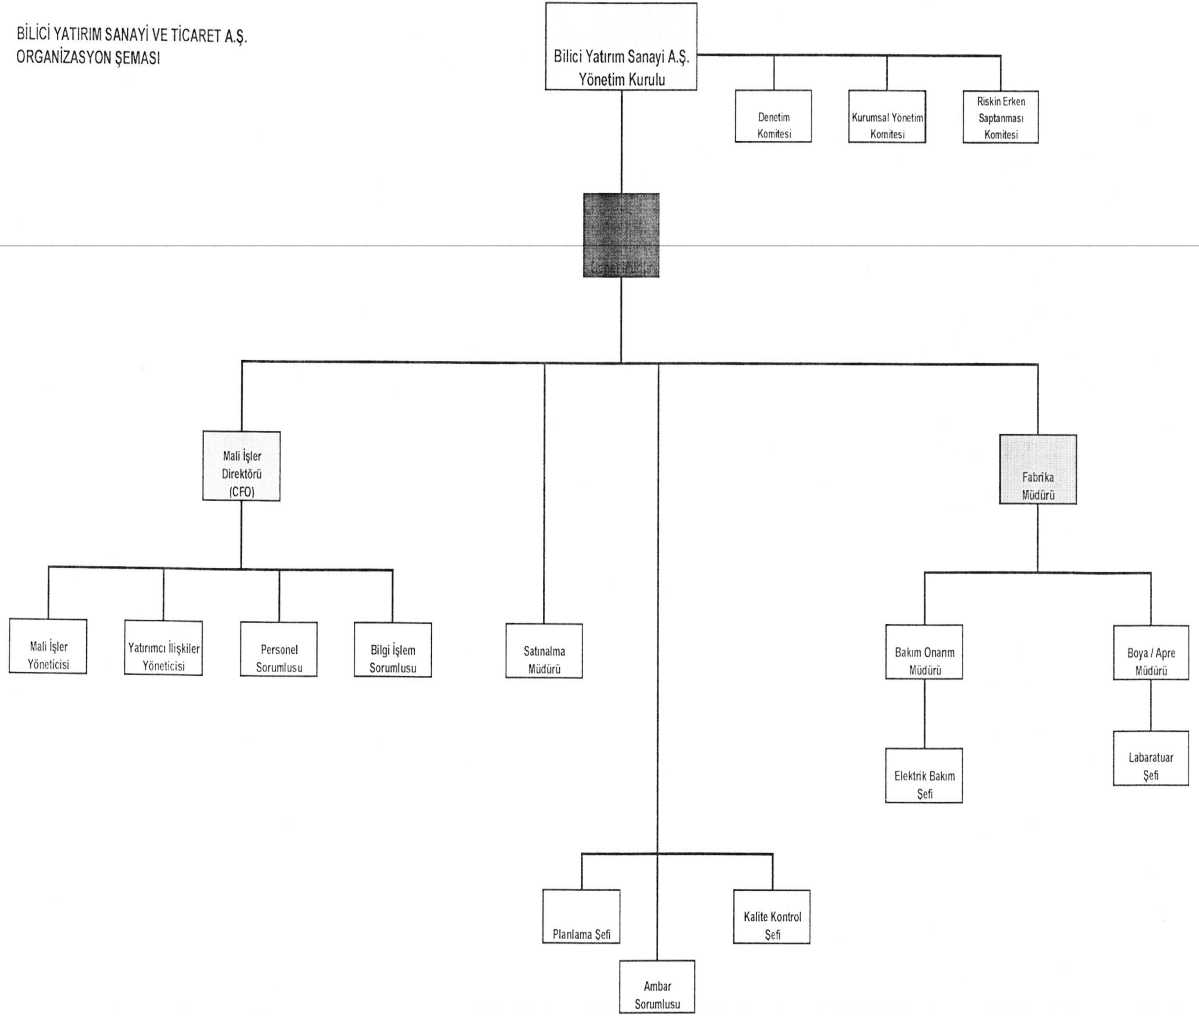 BİLİCİ YATIRIM SANAYİ VE TİCARET A.Ş.
ORGANİZASYON ŞEMASI
Bilici Yatırım Sanayi A.Ş.
Yönetim Kurulu
Denetim
Komitesi
Kurumsal Yönetim
Komitesi
Riskin Erken
Saptanması
Komitesi
Mali İşler
Direktörü
(CFO)
Fabrika
Müdürü
Mali İşler
Yöneticisi
Yatırımcı İlişkiler
Yöneticisi
Personel
Sorumlusu
Bilgi İşlem
Sorumlusu
Satınalma
Müdürü
Bakım Onarım
Müdürü
Boya / Apre
Müdürü
Elektrik Bakım
Şefi
Labaratuar
Şefi
Planlama Şefi
Kalite Kontrol
Şefi
Ambar
Sorumlusu